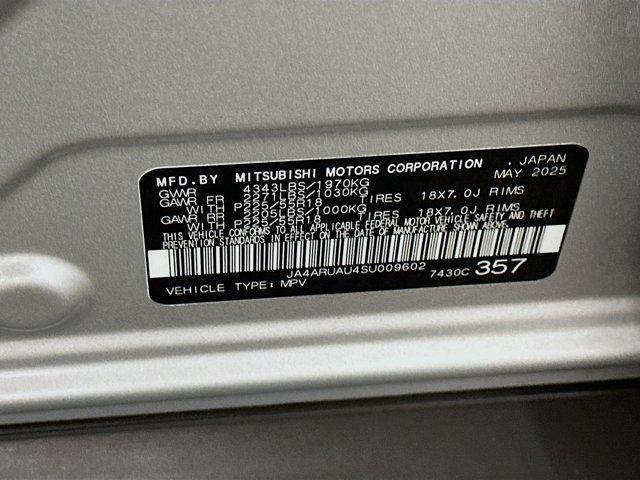 MFD.BY MITSUBISHI MOTORS CORPORATION . JAPAN
GVWR 4343LBS/1970KG MAY 2025
GAWR FR 2271LBS/1030KG
WITH P225/55R18 TIRES 18X7.0J RIMS
GAWR RR 2205LBS/1000KG
WITH P225/55R18 TIRES 18X7.0J RIMS
THIS VEHICLE CONFORMS TO ALL APPLICABLE FEDERAL MOTOR VEHICLE SAFETY AND THEFT
PREVENTION STANDARDS IN EFFECT ON THE DATE OF MANUFACTURE SHOWN ABOVE.
JA4ARUAU4SU009602 7430C 357
VEHICLE TYPE: MPV